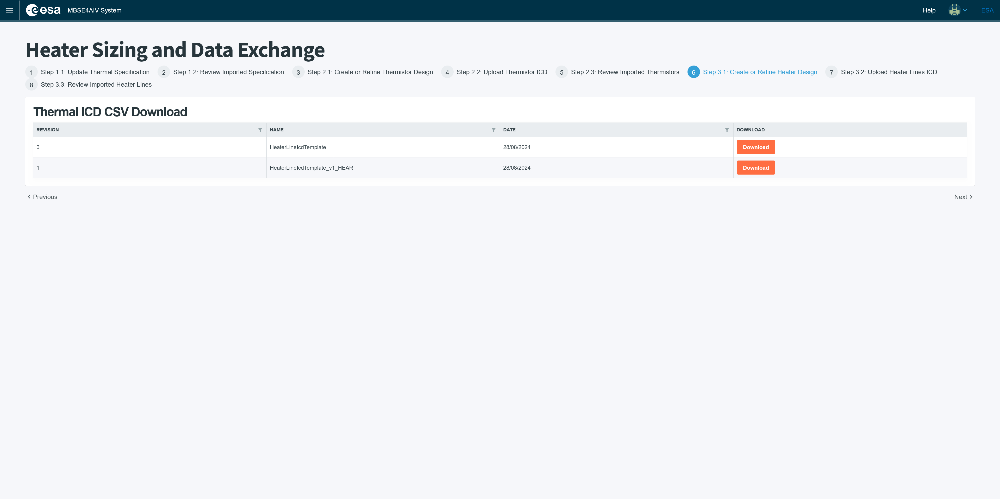 esa | MBSE4AIV System
Help
ESA
Heater Sizing and Data Exchange
1 Step 1.1: Update Thermal Specification 2 Step 1.2: Review Imported Specification 3 Step 2.1: Create or Refine Thermistor Design 4 Step 2.2: Upload Thermistor ICD 5 Step 2.3: Review Imported Thermistors 6 Step 3.1: Create or Refine Heater Design 7 Step 3.2: Upload Heater Lines ICD
8 Step 3.3: Review Imported Heater Lines
Thermal ICD CSV Download
REVISION NAME DATE DOWNLOAD
0 HeaterLineIcdTemplate 28/08/2024 Download
1 HeaterLineIcdTemplate_v1_HEAR 28/08/2024 Download
Previous Next